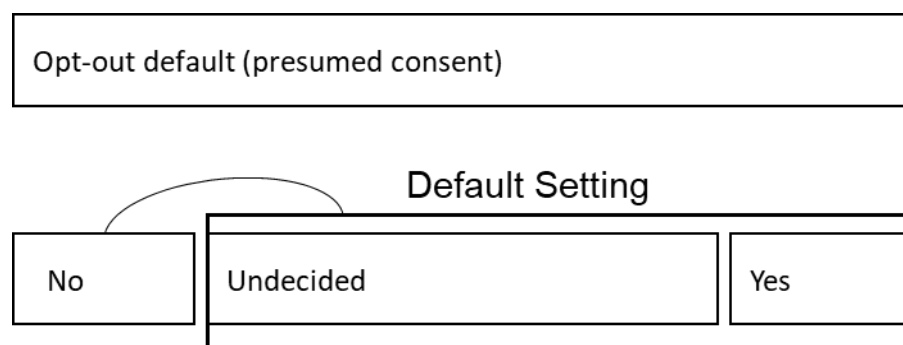 Opt-out default (presumed consent)
Default Setting
No
Undecided
Yes